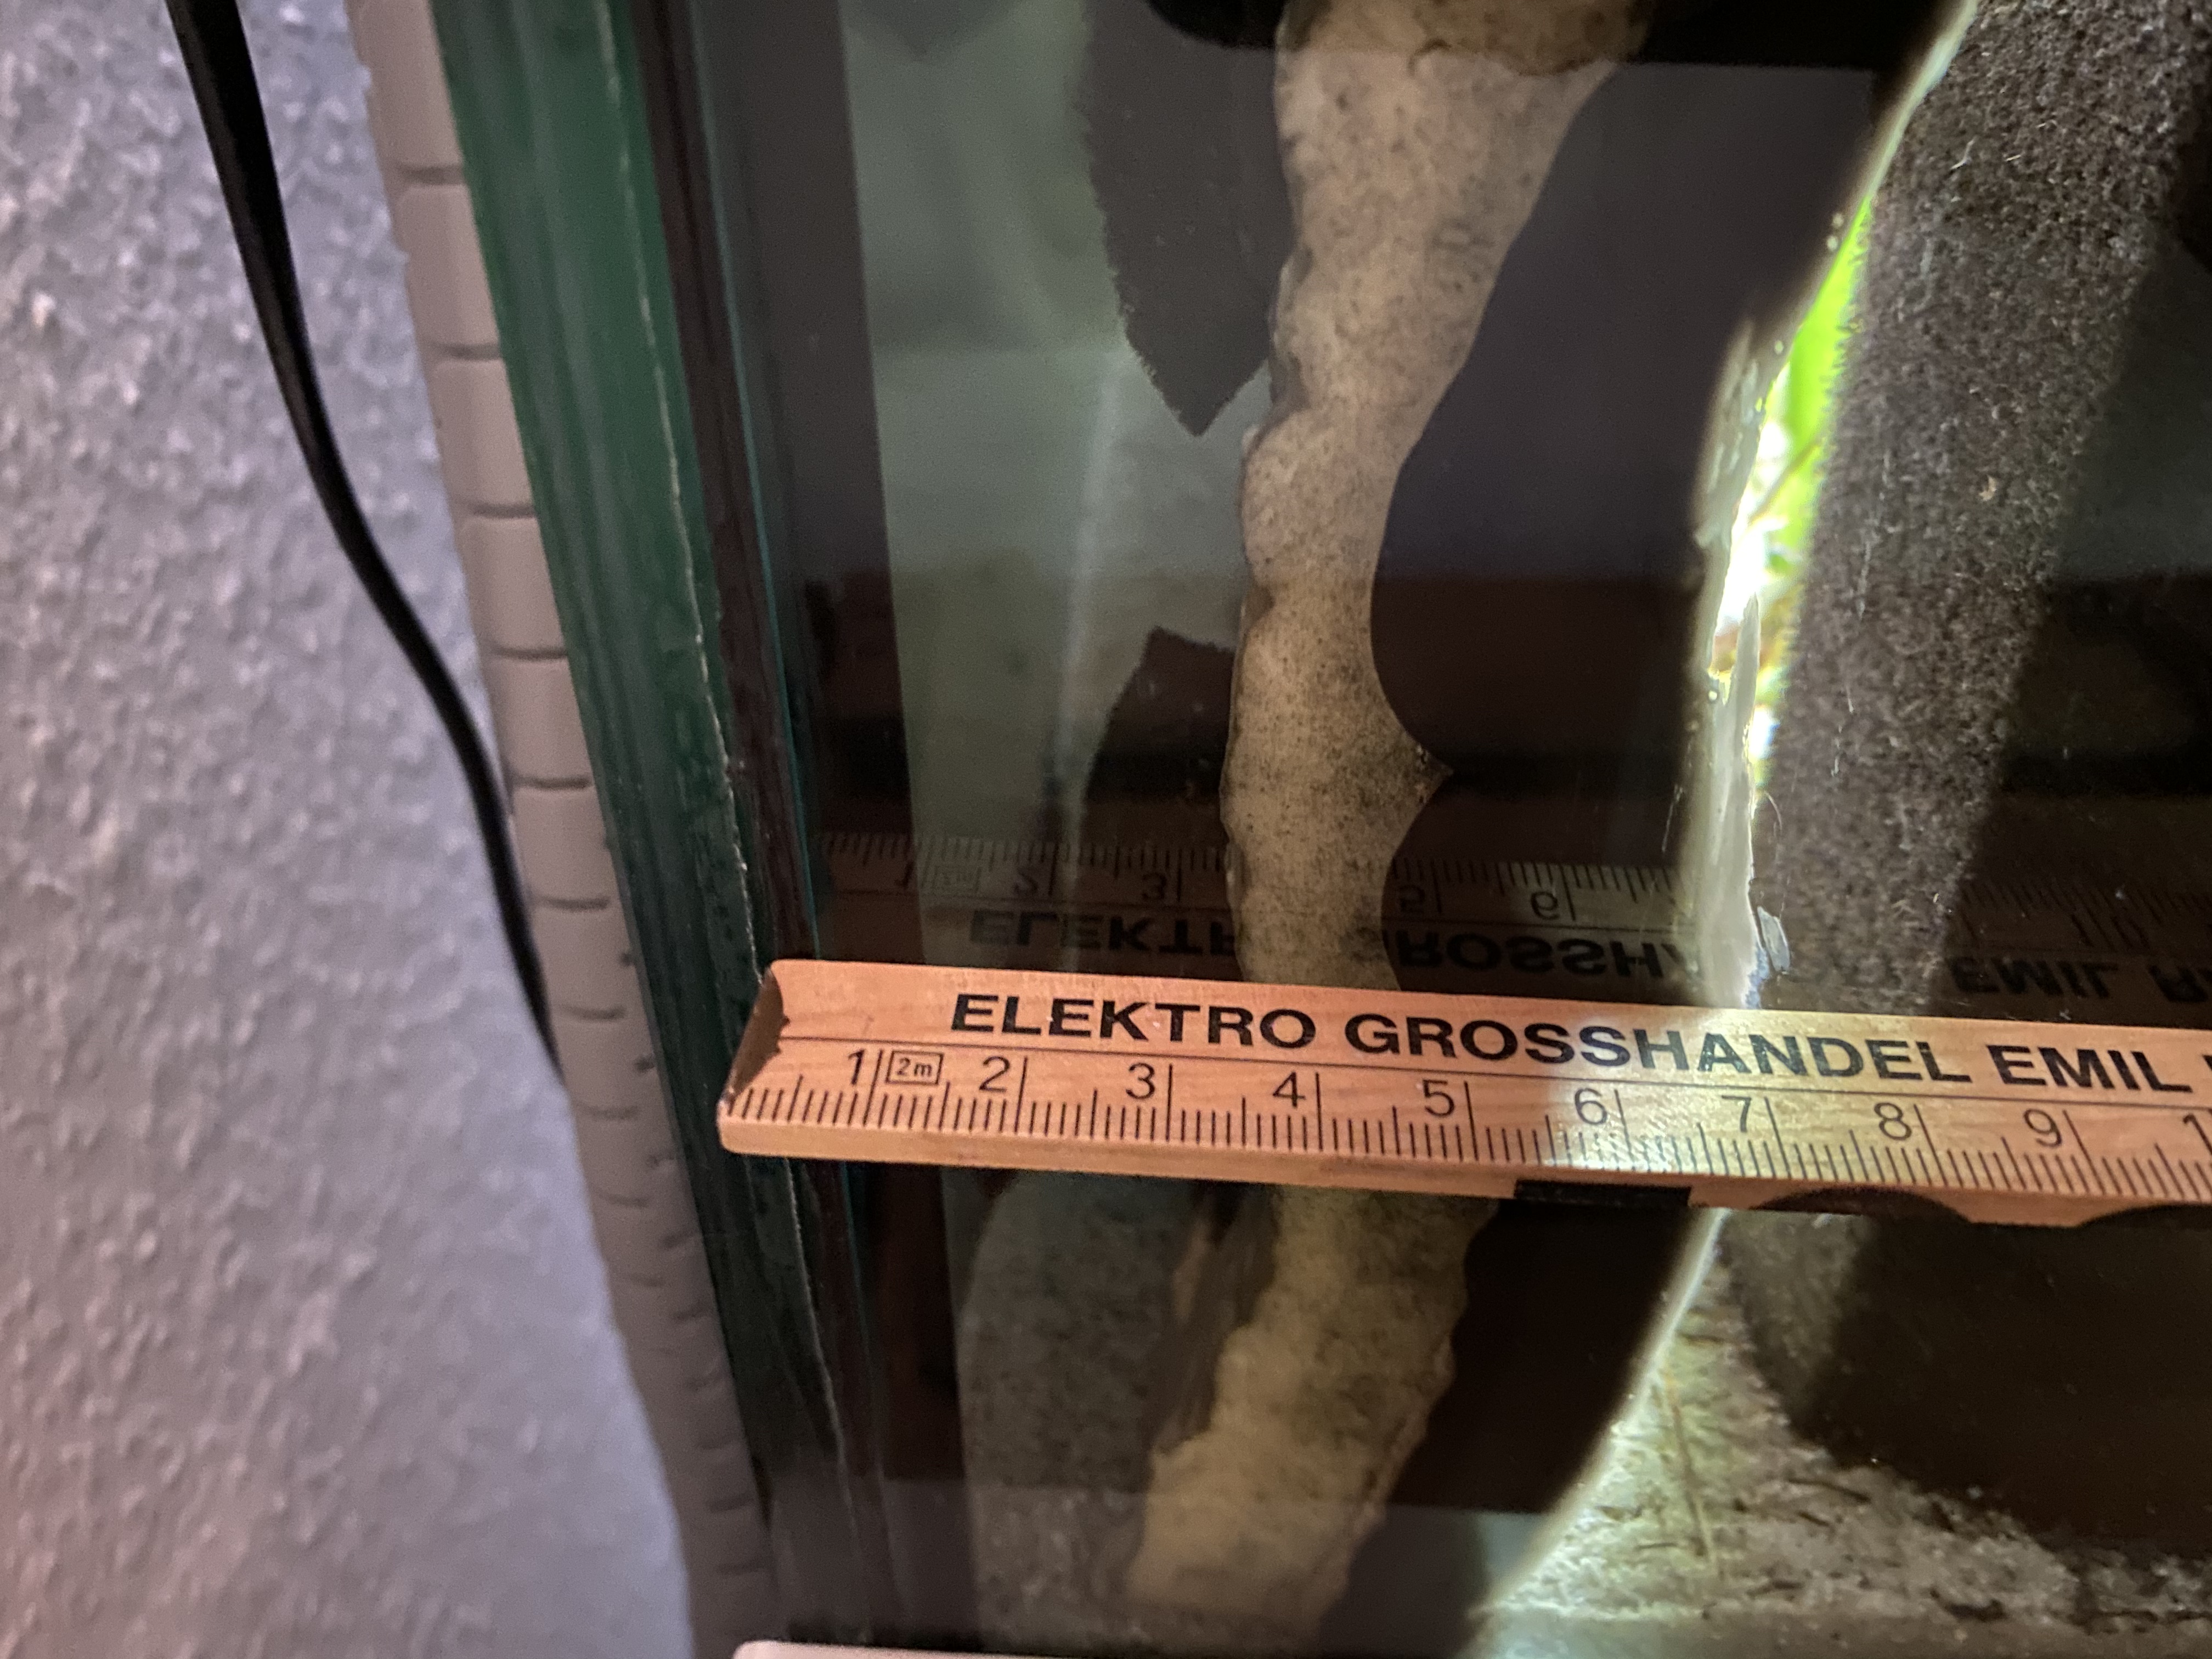 ELEKTRO GROSSHANDEL EMIL
1 2m 2 3 4 5 6 7 8 9